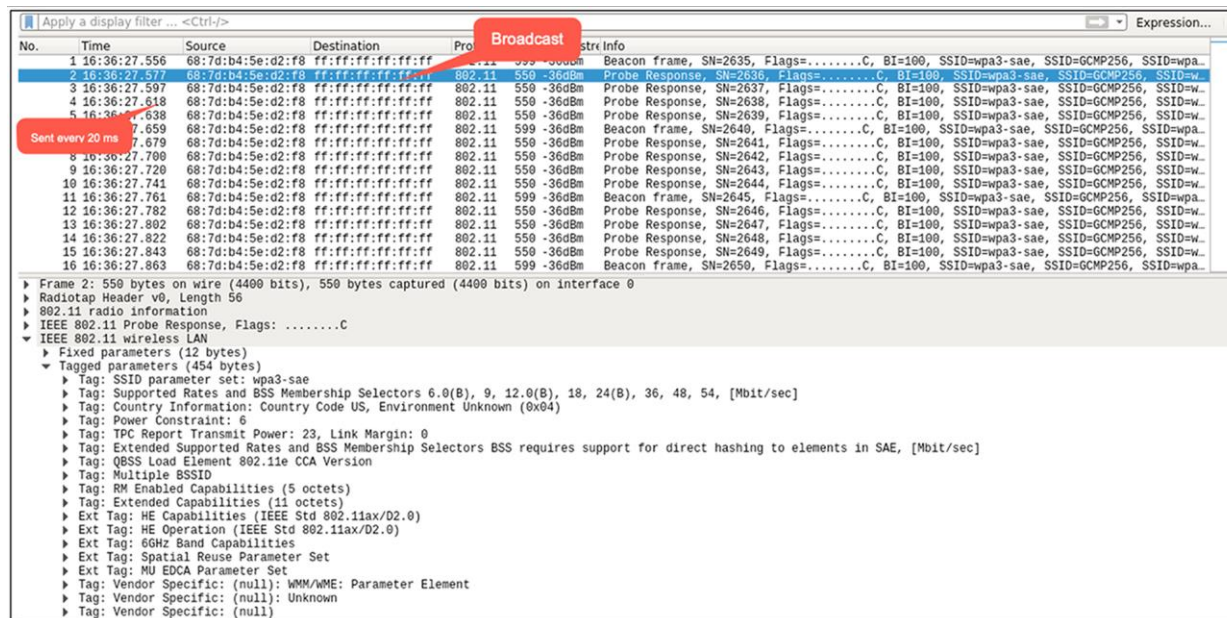 Apply a display filter ... <Ctrl-/>
Expression...
Broadcast
No. Time Source Destination Info
1 16:36:27.556 68:7d:b4:5e:d2:f8 ff:ff:ff:ff:ff:ff 599 -36dBm Beacon frame, SN=2635, Flags=........C, BI=100, SSID=wpa3-sae, SSID=GCMP256, SSID=wpa…
2 16:36:27.577 68:7d:b4:5e:d2:f8 ff:ff:ff:ff:ff:ff 802.11 550 -36dBm Probe Response, SN=2636, Flags=........C, BI=100, SSID=wpa3-sae, SSID=GCMP256, SSID=w…
3 16:36:27.597 68:7d:b4:5e:d2:f8 ff:ff:ff:ff:ff:ff 802.11 550 -36dBm Probe Response, SN=2637, Flags=........C, BI=100, SSID=wpa3-sae, SSID=GCMP256, SSID=w…
4 16:36:27.618 68:7d:b4:5e:d2:f8 ff:ff:ff:ff:ff:ff 802.11 550 -36dBm Probe Response, SN=2638, Flags=........C, BI=100, SSID=wpa3-sae, SSID=GCMP256, SSID=w…
5 .638 68:7d:b4:5e:d2:f8 ff:ff:ff:ff:ff:ff 802.11 550 -36dBm Probe Response, SN=2639, Flags=........C, BI=100, SSID=wpa3-sae, SSID=GCMP256, SSID=w…
Sent every 20 ms
.659 68:7d:b4:5e:d2:f8 ff:ff:ff:ff:ff:ff 802.11 599 -36dBm Beacon frame, SN=2640, Flags=........C, BI=100, SSID=wpa3-sae, SSID=GCMP256, SSID=wpa…
.679 68:7d:b4:5e:d2:f8 ff:ff:ff:ff:ff:ff 802.11 550 -36dBm Probe Response, SN=2641, Flags=........C, BI=100, SSID=wpa3-sae, SSID=GCMP256, SSID=w…
8 16:36:27.700 68:7d:b4:5e:d2:f8 ff:ff:ff:ff:ff:ff 802.11 550 -36dBm Probe Response, SN=2642, Flags=........C, BI=100, SSID=wpa3-sae, SSID=GCMP256, SSID=w…
9 16:36:27.720 68:7d:b4:5e:d2:f8 ff:ff:ff:ff:ff:ff 802.11 550 -36dBm Probe Response, SN=2643, Flags=........C, BI=100, SSID=wpa3-sae, SSID=GCMP256, SSID=w…
10 16:36:27.741 68:7d:b4:5e:d2:f8 ff:ff:ff:ff:ff:ff 802.11 550 -36dBm Probe Response, SN=2644, Flags=........C, BI=100, SSID=wpa3-sae, SSID=GCMP256, SSID=w…
11 16:36:27.761 68:7d:b4:5e:d2:f8 ff:ff:ff:ff:ff:ff 802.11 599 -36dBm Beacon frame, SN=2645, Flags=........C, BI=100, SSID=wpa3-sae, SSID=GCMP256, SSID=wpa…
12 16:36:27.782 68:7d:b4:5e:d2:f8 ff:ff:ff:ff:ff:ff 802.11 550 -36dBm Probe Response, SN=2646, Flags=........C, BI=100, SSID=wpa3-sae, SSID=GCMP256, SSID=w…
13 16:36:27.802 68:7d:b4:5e:d2:f8 ff:ff:ff:ff:ff:ff 802.11 550 -36dBm Probe Response, SN=2647, Flags=........C, BI=100, SSID=wpa3-sae, SSID=GCMP256, SSID=w…
14 16:36:27.822 68:7d:b4:5e:d2:f8 ff:ff:ff:ff:ff:ff 802.11 550 -36dBm Probe Response, SN=2648, Flags=........C, BI=100, SSID=wpa3-sae, SSID=GCMP256, SSID=w…
15 16:36:27.843 68:7d:b4:5e:d2:f8 ff:ff:ff:ff:ff:ff 802.11 550 -36dBm Probe Response, SN=2649, Flags=........C, BI=100, SSID=wpa3-sae, SSID=GCMP256, SSID=w…
16 16:36:27.863 68:7d:b4:5e:d2:f8 ff:ff:ff:ff:ff:ff 802.11 599 -36dBm Beacon frame, SN=2650, Flags=........C, BI=100, SSID=wpa3-sae, SSID=GCMP256, SSID=wpa…
Frame 2: 550 bytes on wire (4400 bits), 550 bytes captured (4400 bits) on interface 0
Radiotap Header v0, Length 56
802.11 radio information
IEEE 802.11 Probe Response, Flags: ........C
IEEE 802.11 wireless LAN
Fixed parameters (12 bytes)
Tagged parameters (454 bytes)
Tag: SSID parameter set: wpa3-sae
Tag: Supported Rates and BSS Membership Selectors 6.0(B), 9, 12.0(B), 18, 24(B), 36, 48, 54, [Mbit/sec]
Tag: Country Information: Country Code US, Environment Unknown (0x04)
Tag: Power Constraint: 6
Tag: TPC Report Transmit Power: 23, Link Margin: 0
Tag: Extended Supported Rates and BSS Membership Selectors BSS requires support for direct hashing to elements in SAE, [Mbit/sec]
Tag: QBSS Load Element 802.11e CCA Version
Tag: Multiple BSSID
Tag: RM Enabled Capabilities (5 octets)
Tag: Extended Capabilities (11 octets)
Ext Tag: HE Capabilities (IEEE Std 802.11ax/D2.0)
Ext Tag: HE Operation (IEEE Std 802.11ax/D2.0)
Ext Tag: 6GHz Band Capabilities
Ext Tag: Spatial Reuse Parameter Set
Ext Tag: MU EDCA Parameter Set
Tag: Vendor Specific: (null): WMM/WME: Parameter Element
Tag: Vendor Specific: (null): Unknown
Tag: Vendor Specific: (null)